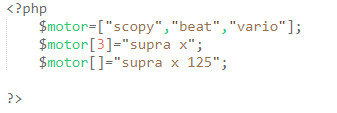 <?php
$motor=["scopy","beat","vario"];
$motor[3]="supra x";
$motor[]="supra x 125";
?>